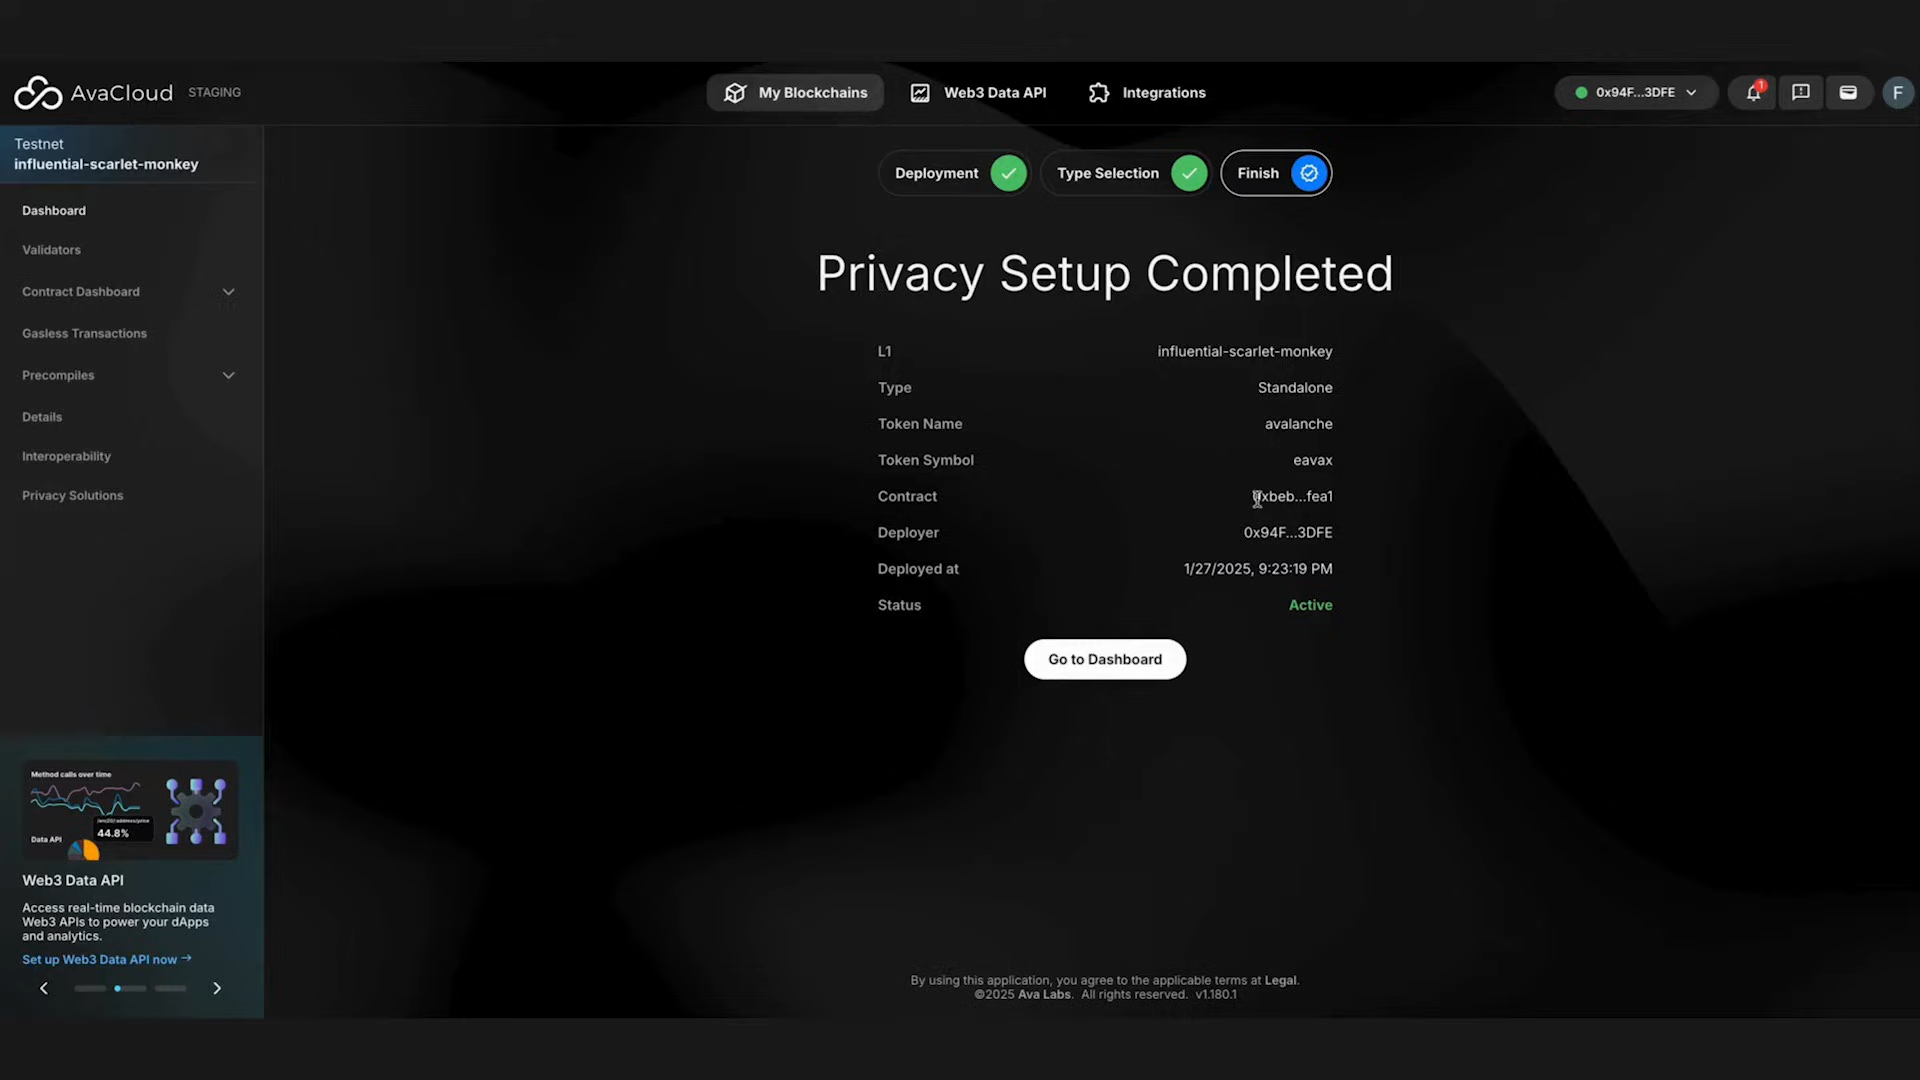 AvaCloud STAGING
My Blockchains
Web3 Data API
Integrations
0x94F...3DFE
1
F
Testnet
influential-scarlet-monkey
Dashboard
Validators
Contract Dashboard
Gasless Transactions
Precompiles
Details
Interoperability
Privacy Solutions
Deployment
Type Selection
Finish
Privacy Setup Completed
L1 influential-scarlet-monkey
Type Standalone
Token Name avalanche
Token Symbol eavax
Contract 0xbeb...fea1
Deployer 0x94F...3DFE
Deployed at 1/27/2025, 9:23:19 PM
Status Active
Go to Dashboard
Method calls over time
44.8%
Data API
Web3 Data API
Access real-time blockchain data
Web3 APIs to power your dApps
and analytics.
Set up Web3 Data API now →
By using this application, you agree to the applicable terms at Legal.
©2025 Ava Labs. All rights reserved. v1.180.1